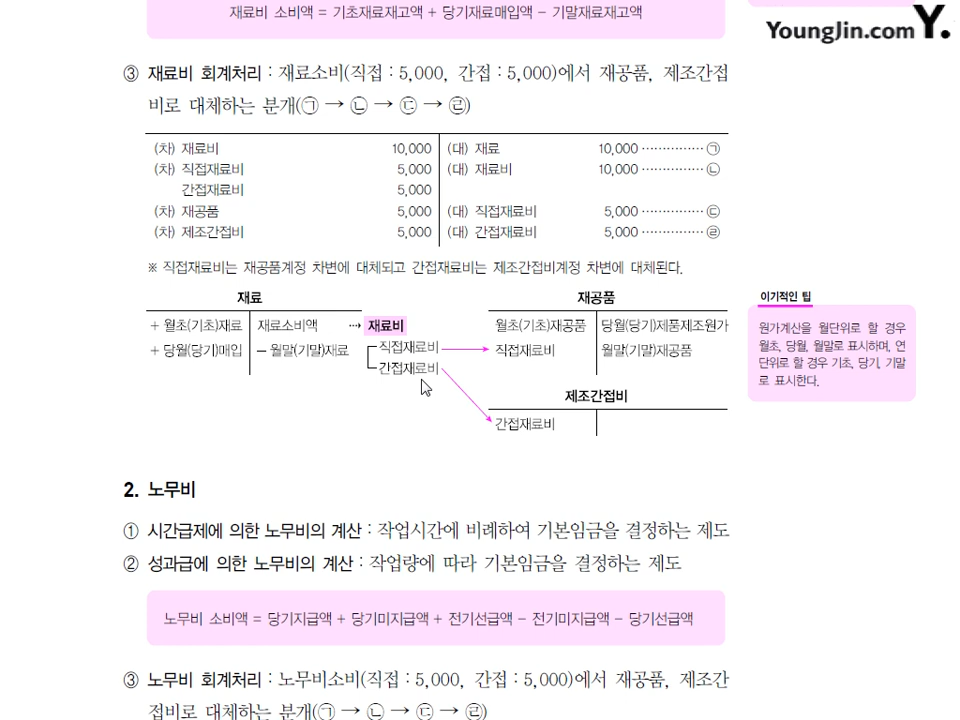 재료비 소비액 = 기초재료재고액 + 당기재료매입액 − 기말재료재고액
YoungJin.com Y.
③ 재료비 회계처리 : 재료소비(직접 : 5,000, 간접 : 5,000)에서 재공품, 제조간접
비로 대체하는 분개(㉠ → ㉡ → ㉢ → ㉣)
(차) 재료비 10,000 (대) 재료 10,000 ··············· ㉠
(차) 직접재료비 5,000 (대) 재료비 10,000 ··············· ㉡
간접재료비 5,000
(차) 재공품 5,000 (대) 직접재료비 5,000 ··············· ㉢
(차) 제조간접비 5,000 (대) 간접재료비 5,000 ··············· ㉣
※ 직접재료비는 재공품계정 차변에 대체되고 간접재료비는 제조간접비계정 차변에 대체된다.
재료 재공품
+ 월초(기초)재료 재료소비액 ⇢ 재료비 월초(기초)재공품 당월(당기)제품제조원가
+ 당월(당기)매입 − 월말(기말)재료 직접재료비 직접재료비 월말(기말)재공품
간접재료비
제조간접비
간접재료비
이기적인 팁
원가계산을 월단위로 할 경우
월초, 당월, 월말로 표시하며, 연
단위로 할 경우 기초, 당기, 기말
로 표시한다.
2. 노무비
① 시간급제에 의한 노무비의 계산 : 작업시간에 비례하여 기본임금을 결정하는 제도
② 성과급에 의한 노무비의 계산 : 작업량에 따라 기본임금을 결정하는 제도
노무비 소비액 = 당기지급액 + 당기미지급액 + 전기선급액 − 전기미지급액 − 당기선급액
③ 노무비 회계처리 : 노무비소비(직접 : 5,000, 간접 : 5,000)에서 재공품, 제조간
접비로 대체하는 분개(㉠ → ㉡ → ㉢ → ㉣)